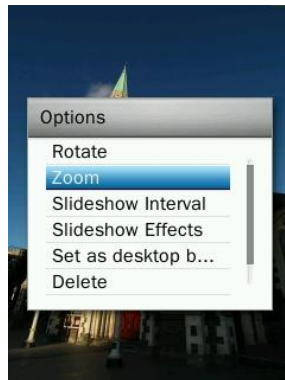 Options
Rotate
Zoom
Slideshow Interval
Slideshow Effects
Set as desktop b...
Delete